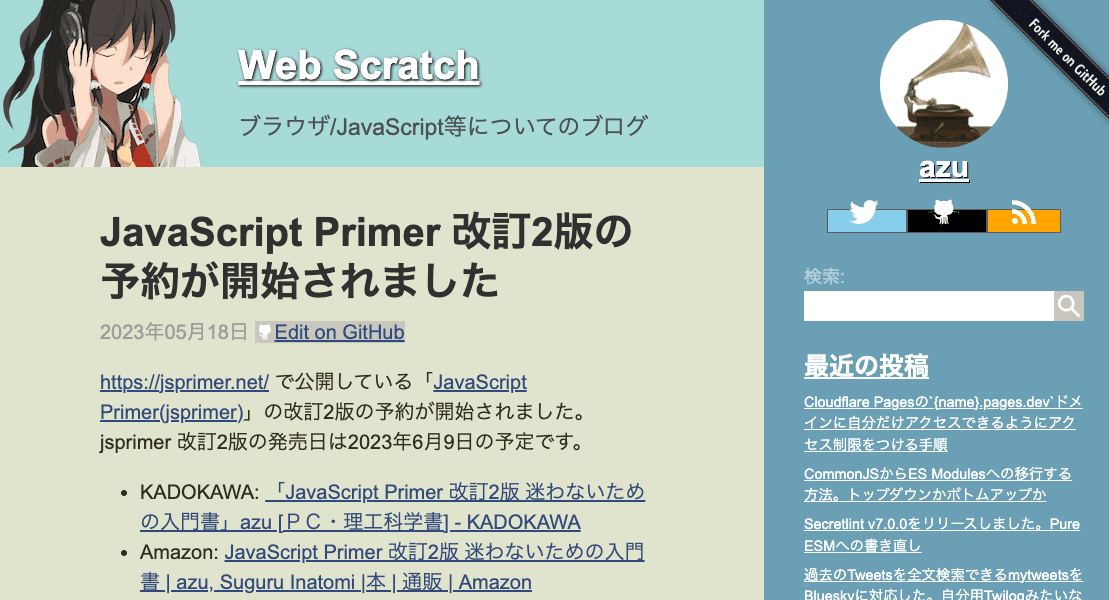 Web Scratch
ブラウザ/JavaScript等についてのブログ
JavaScript Primer 改訂2版の
予約が開始されました
2023年05月18日 Edit on GitHub
https://jsprimer.net/ で公開している「JavaScript
Primer(jsprimer)」の改訂2版の予約が開始されました。
jsprimer 改訂2版の発売日は2023年6月9日の予定です。
• KADOKAWA: 「JavaScript Primer 改訂2版 迷わないため
の入門書」azu [ＰＣ・理工科学書] - KADOKAWA
• Amazon: JavaScript Primer 改訂2版 迷わないための入門
書 | azu, Suguru Inatomi |本 | 通販 | Amazon
Fork me on GitHub
azu
検索:
最近の投稿
Cloudflare Pagesの`{name}.pages.dev`ドメ
インに自分だけアクセスできるようにアク
セス制限をつける手順
CommonJSからES Modulesへの移行する
方法。トップダウンかボトムアップか
Secretlint v7.0.0をリリースしました。Pure
ESMへの書き直し
過去のTweetsを全文検索できるmytweetsを
Blueskyに対応した。自分用Twilogみたいな